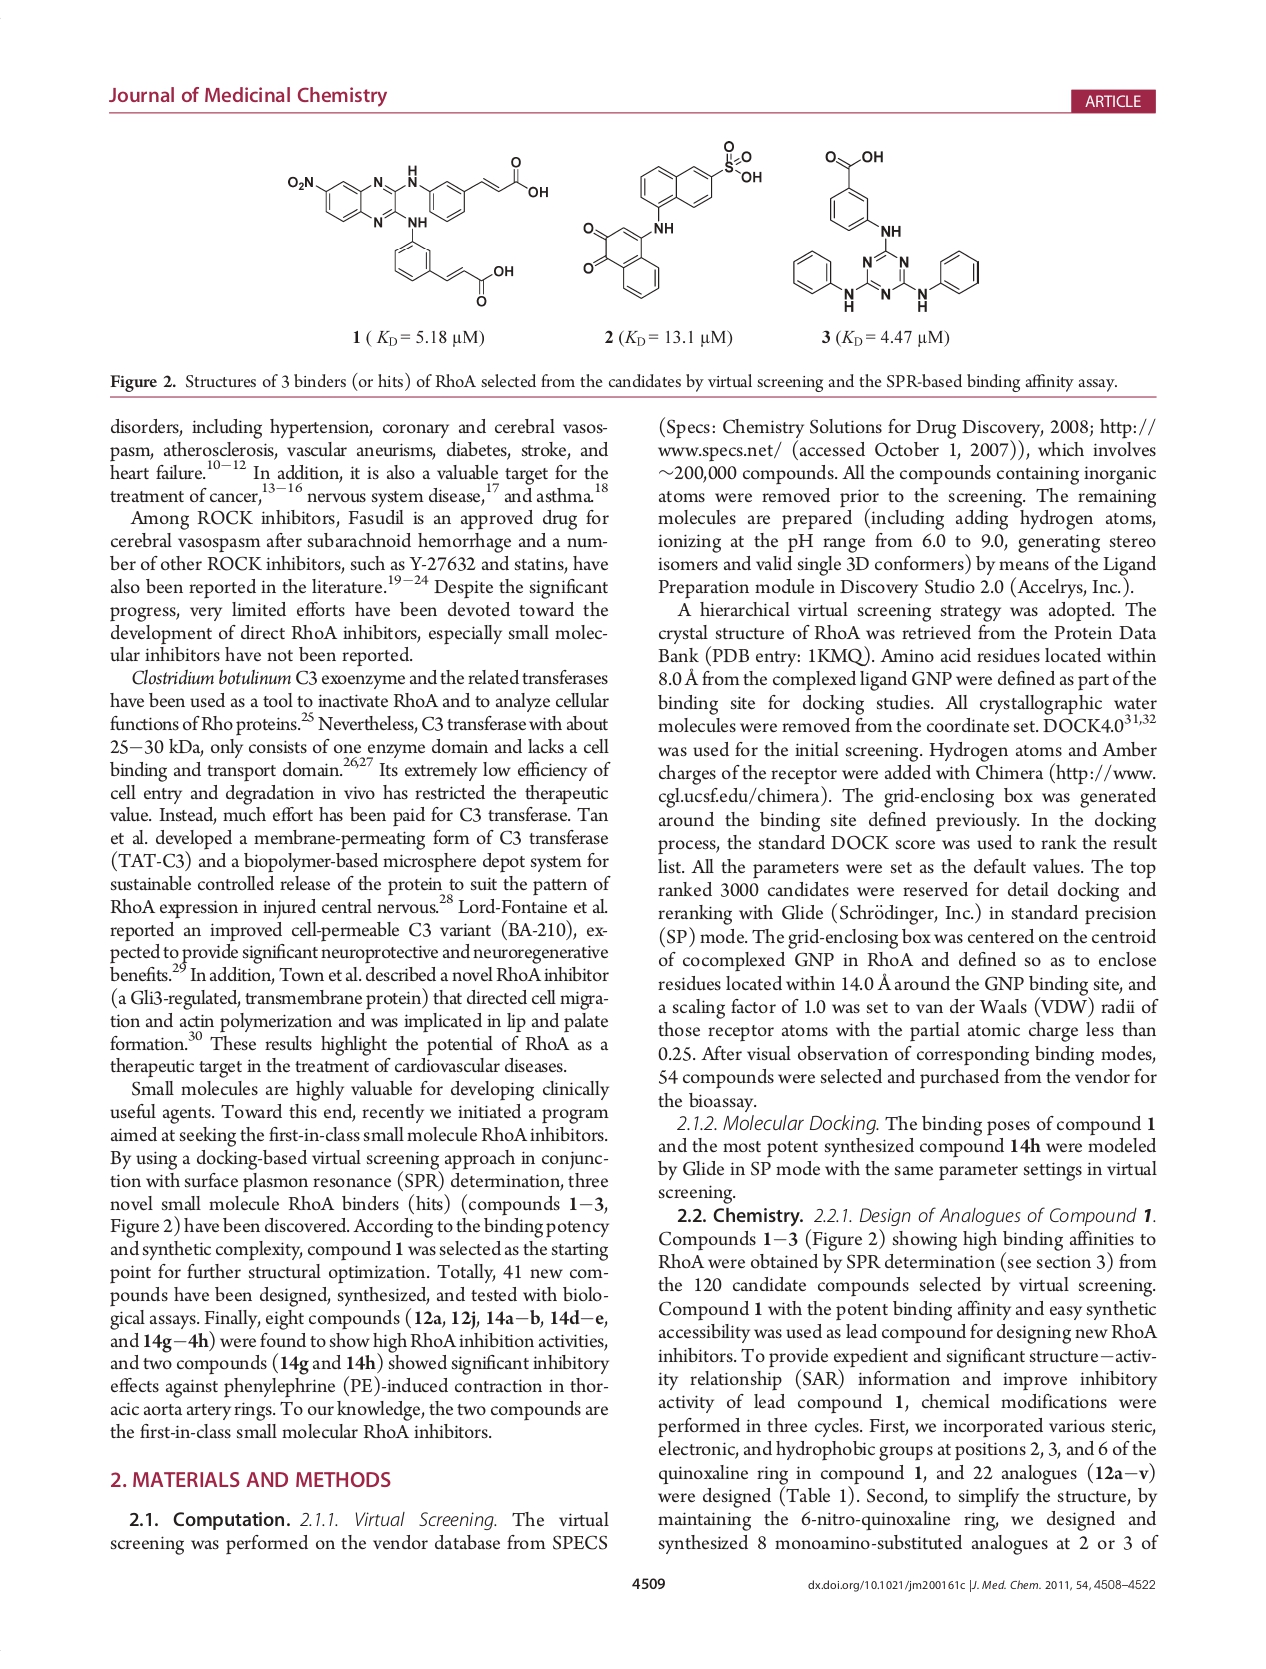 Journal of Medicinal Chemistry
ARTICLE
O₂N
N
N
H
N
NH
O
OH
OH
O
O
O
S
OH
NH
O
O
O
OH
NH
N
N
N
N
H
N
H
1 ( KD = 5.18 μM)
2 (KD = 13.1 μM)
3 (KD = 4.47 μM)
Figure 2. Structures of 3 binders (or hits) of RhoA selected from the candidates by virtual screening and the SPR-based binding affinity assay.
disorders, including hypertension, coronary and cerebral vasos-
pasm, atherosclerosis, vascular aneurisms, diabetes, stroke, and
heart failure.10−12 In addition, it is also a valuable target for the
treatment of cancer,13−16 nervous system disease,17 and asthma.18
Among ROCK inhibitors, Fasudil is an approved drug for
cerebral vasospasm after subarachnoid hemorrhage and a num-
ber of other ROCK inhibitors, such as Y-27632 and statins, have
also been reported in the literature.19−24 Despite the significant
progress, very limited efforts have been devoted toward the
development of direct RhoA inhibitors, especially small molec-
ular inhibitors have not been reported.
Clostridium botulinum C3 exoenzyme and the related transferases
have been used as a tool to inactivate RhoA and to analyze cellular
functions of Rho proteins.25 Nevertheless, C3 transferase with about
25−30 kDa, only consists of one enzyme domain and lacks a cell
binding and transport domain.26,27 Its extremely low efficiency of
cell entry and degradation in vivo has restricted the therapeutic
value. Instead, much effort has been paid for C3 transferase. Tan
et al. developed a membrane-permeating form of C3 transferase
(TAT-C3) and a biopolymer-based microsphere depot system for
sustainable controlled release of the protein to suit the pattern of
RhoA expression in injured central nervous.28 Lord-Fontaine et al.
reported an improved cell-permeable C3 variant (BA-210), ex-
pected to provide significant neuroprotective and neuroregenerative
benefits.29 In addition, Town et al. described a novel RhoA inhibitor
(a Gli3-regulated, transmembrane protein) that directed cell migra-
tion and actin polymerization and was implicated in lip and palate
formation.30 These results highlight the potential of RhoA as a
therapeutic target in the treatment of cardiovascular diseases.
Small molecules are highly valuable for developing clinically
useful agents. Toward this end, recently we initiated a program
aimed at seeking the first-in-class small molecule RhoA inhibitors.
By using a docking-based virtual screening approach in conjunc-
tion with surface plasmon resonance (SPR) determination, three
novel small molecule RhoA binders (hits) (compounds 1−3,
Figure 2) have been discovered. According to the binding potency
and synthetic complexity, compound 1 was selected as the starting
point for further structural optimization. Totally, 41 new com-
pounds have been designed, synthesized, and tested with biolo-
gical assays. Finally, eight compounds (12a, 12j, 14a−b, 14d−e,
and 14g−4h) were found to show high RhoA inhibition activities,
and two compounds (14g and 14h) showed significant inhibitory
effects against phenylephrine (PE)-induced contraction in thor-
acic aorta artery rings. To our knowledge, the two compounds are
the first-in-class small molecular RhoA inhibitors.
2. MATERIALS AND METHODS
2.1. Computation. 2.1.1. Virtual Screening. The virtual
screening was performed on the vendor database from SPECS
(Specs: Chemistry Solutions for Drug Discovery, 2008; http://
www.specs.net/ (accessed October 1, 2007)), which involves
∼200,000 compounds. All the compounds containing inorganic
atoms were removed prior to the screening. The remaining
molecules are prepared (including adding hydrogen atoms,
ionizing at the pH range from 6.0 to 9.0, generating stereo
isomers and valid single 3D conformers) by means of the Ligand
Preparation module in Discovery Studio 2.0 (Accelrys, Inc.).
A hierarchical virtual screening strategy was adopted. The
crystal structure of RhoA was retrieved from the Protein Data
Bank (PDB entry: 1KMQ). Amino acid residues located within
8.0 Å from the complexed ligand GNP were defined as part of the
binding site for docking studies. All crystallographic water
molecules were removed from the coordinate set. DOCK4.031,32
was used for the initial screening. Hydrogen atoms and Amber
charges of the receptor were added with Chimera (http://www.
cgl.ucsf.edu/chimera). The grid-enclosing box was generated
around the binding site defined previously. In the docking
process, the standard DOCK score was used to rank the result
list. All the parameters were set as the default values. The top
ranked 3000 candidates were reserved for detail docking and
reranking with Glide (Schrödinger, Inc.) in standard precision
(SP) mode. The grid-enclosing box was centered on the centroid
of cocomplexed GNP in RhoA and defined so as to enclose
residues located within 14.0 Å around the GNP binding site, and
a scaling factor of 1.0 was set to van der Waals (VDW) radii of
those receptor atoms with the partial atomic charge less than
0.25. After visual observation of corresponding binding modes,
54 compounds were selected and purchased from the vendor for
the bioassay.
2.1.2. Molecular Docking. The binding poses of compound 1
and the most potent synthesized compound 14h were modeled
by Glide in SP mode with the same parameter settings in virtual
screening.
2.2. Chemistry. 2.2.1. Design of Analogues of Compound 1.
Compounds 1−3 (Figure 2) showing high binding affinities to
RhoA were obtained by SPR determination (see section 3) from
the 120 candidate compounds selected by virtual screening.
Compound 1 with the potent binding affinity and easy synthetic
accessibility was used as lead compound for designing new RhoA
inhibitors. To provide expedient and significant structure−activ-
ity relationship (SAR) information and improve inhibitory
activity of lead compound 1, chemical modifications were
performed in three cycles. First, we incorporated various steric,
electronic, and hydrophobic groups at positions 2, 3, and 6 of the
quinoxaline ring in compound 1, and 22 analogues (12a−v)
were designed (Table 1). Second, to simplify the structure, by
maintaining the 6-nitro-quinoxaline ring, we designed and
synthesized 8 monoamino-substituted analogues at 2 or 3 of
4509
dx.doi.org/10.1021/jm200161c |J. Med. Chem. 2011, 54, 4508–4522